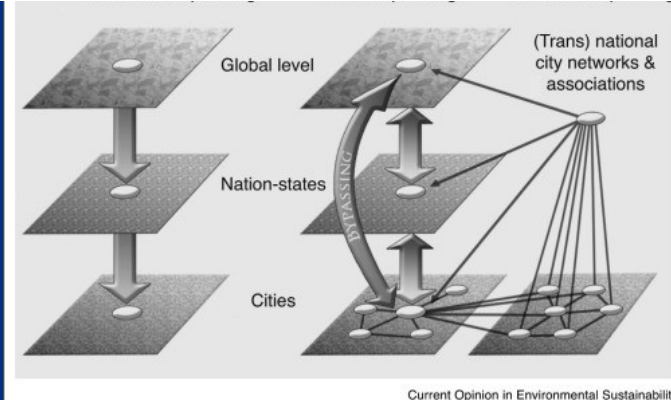 Global level
(Trans) national
city networks &
associations
Nation-states
BYPASSING
Cities
Current Opinion in Environmental Sustainabilit